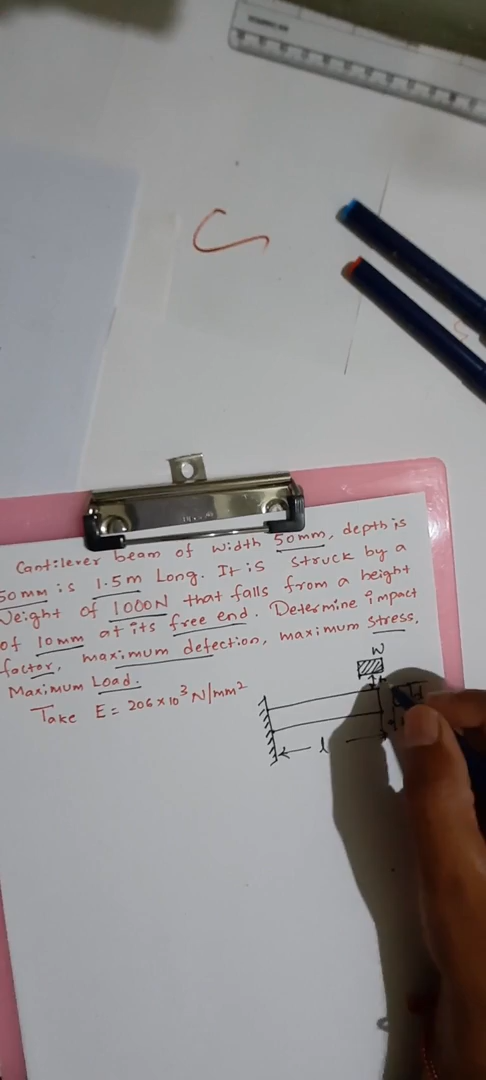 Cantilever beam of width 50mm, depth is
50mm is 1.5m Long. It is struck by a
Weight of 1000N that falls from a height
of 10mm at its free end. Determine impact
factor, maximum defection, maximum stress,
Maximum Load.
Take E = 206×10³ N/mm²
W
l